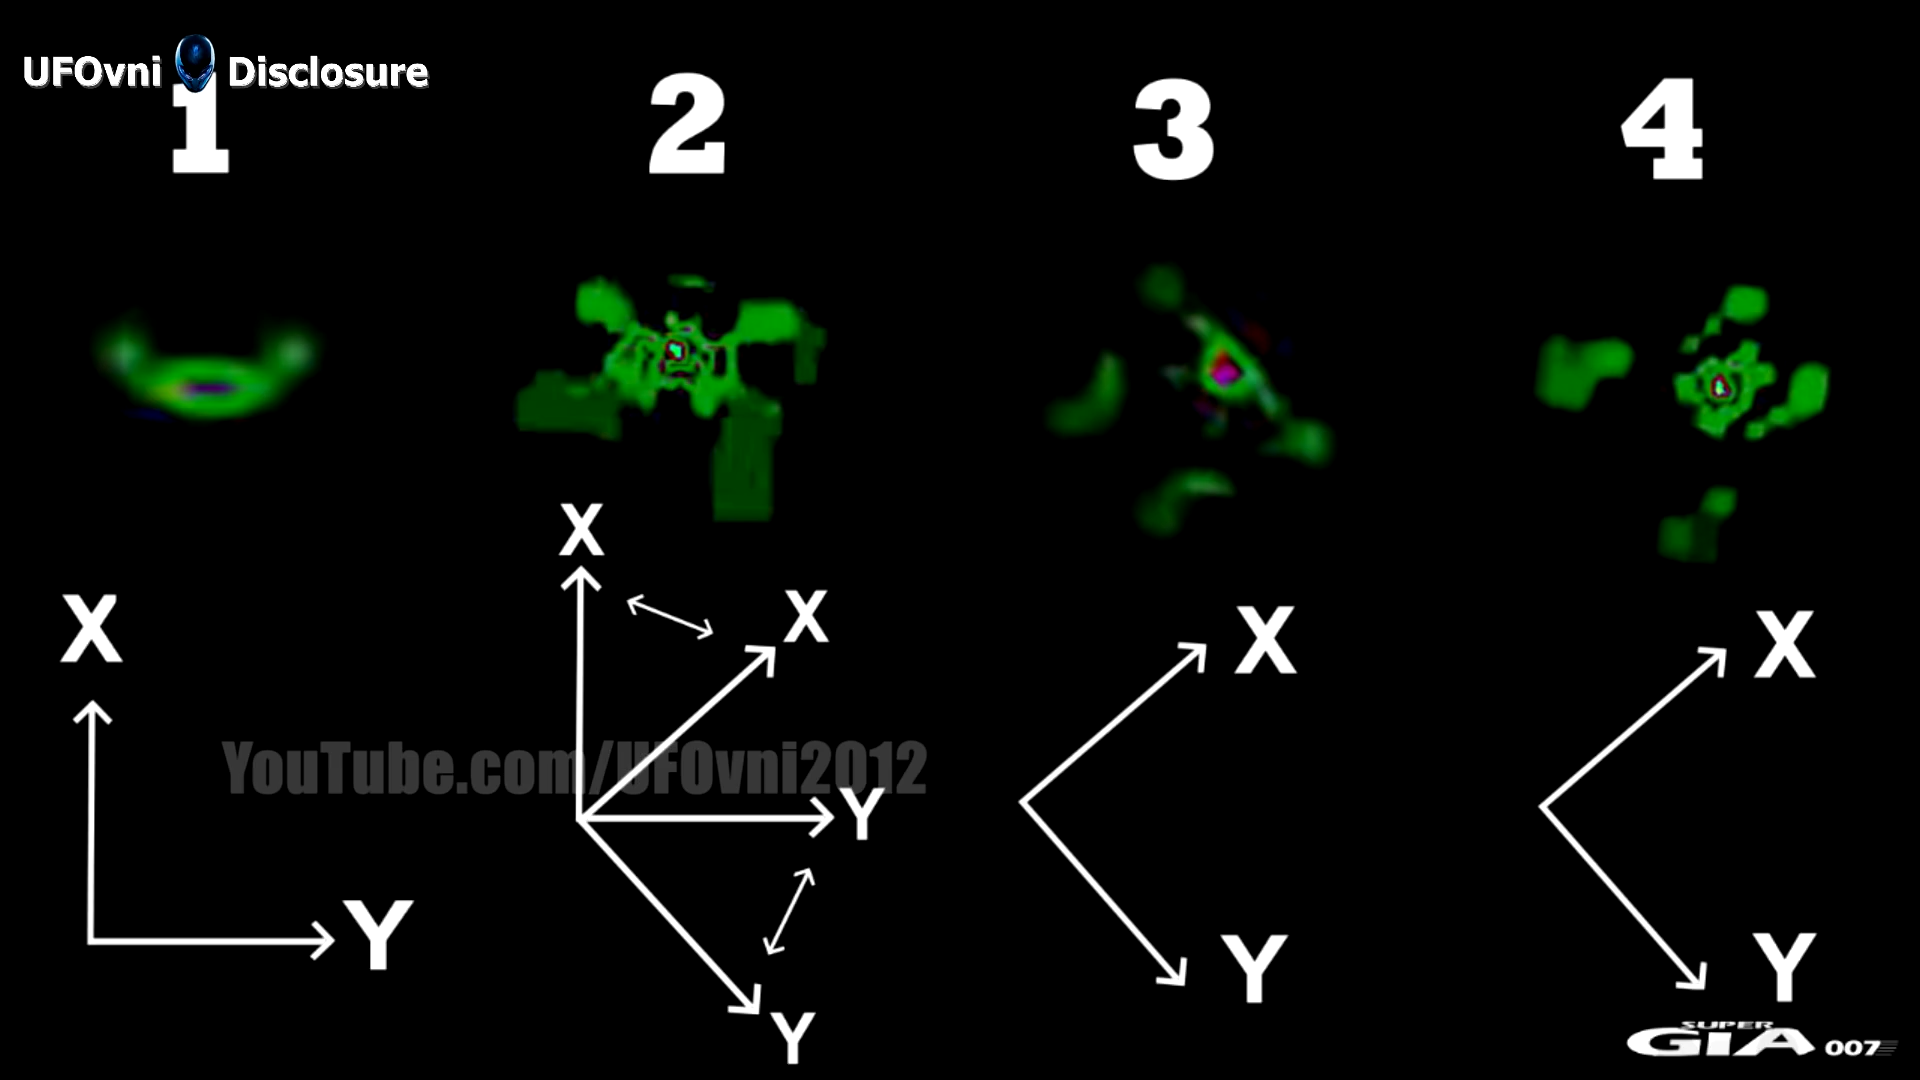 UFOvni Disclosure
1 2 3 4
X
X
X
X
X
YouTube.com/UFOvni2012
Y
Y
Y
Y
Y
SUPER
GIA 007